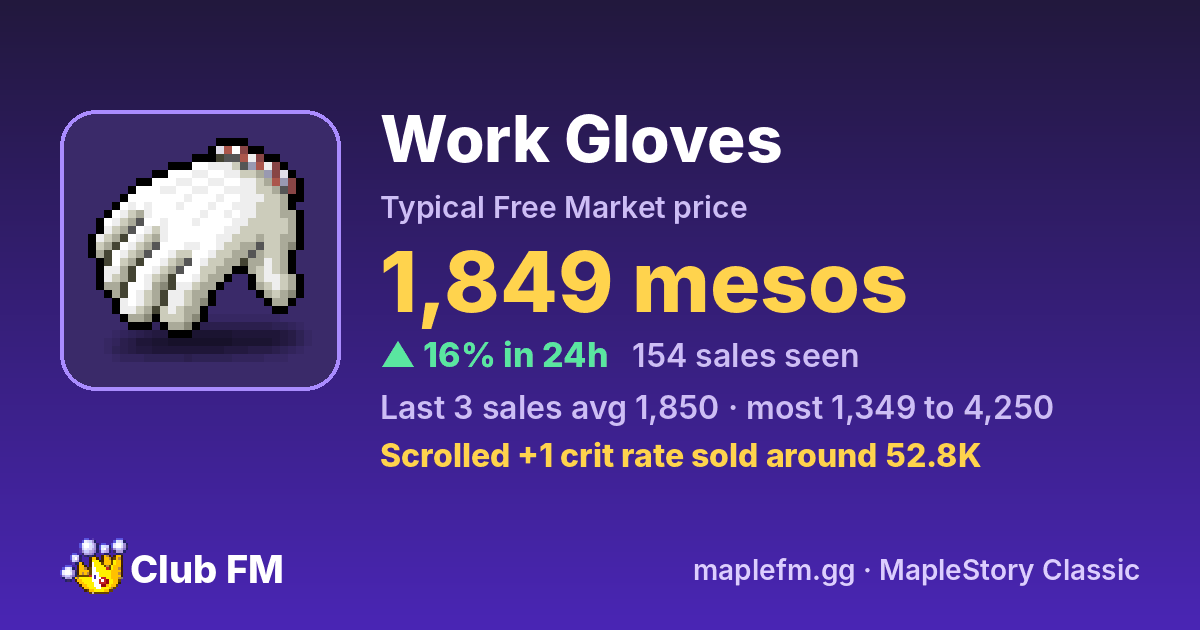 Work Gloves
Typical Free Market price
1,849 mesos
▲ 16% in 24h 154 sales seen
Last 3 sales avg 1,850 · most 1,349 to 4,250
Scrolled +1 crit rate sold around 52.8K
Club FM
maplefm.gg · MapleStory Classic